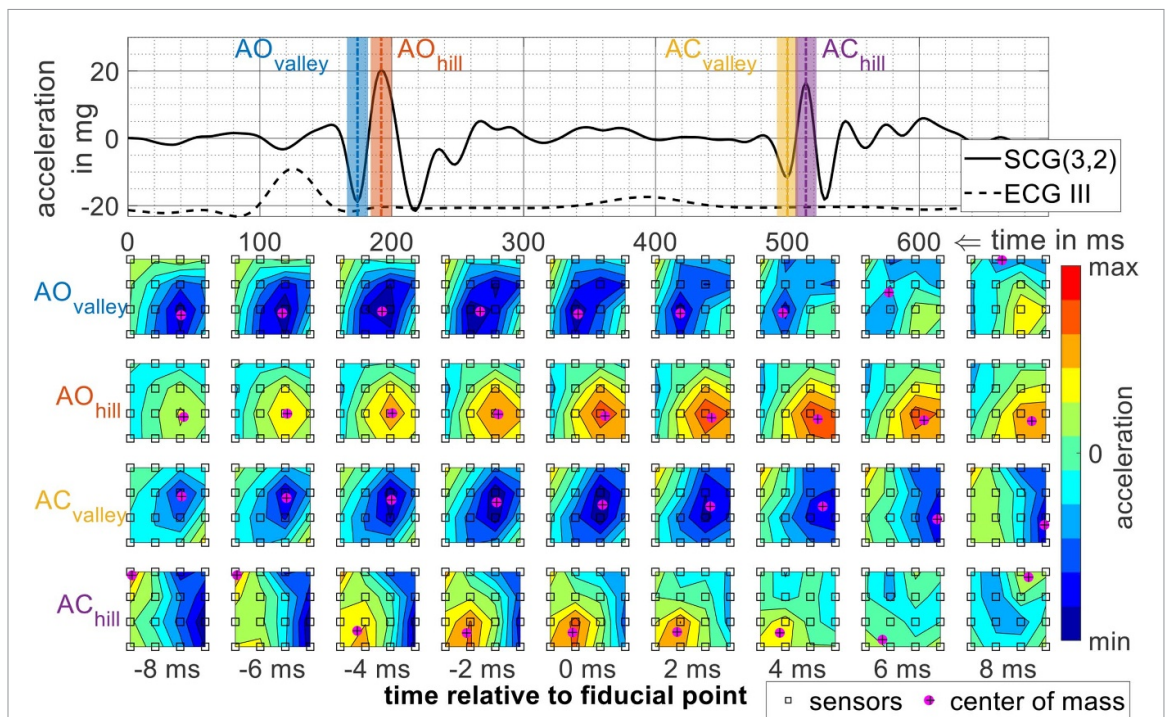 AO valley
AO hill
AC valley
AC hill
acceleration
in mg
20
0
-20
SCG(3,2)
ECG III
0 100 200 300 400 500 600 ⇐ time in ms
AO valley
AO hill
AC valley
AC hill
max
0
min
acceleration
-8 ms -6 ms -4 ms -2 ms 0 ms 2 ms 4 ms 6 ms 8 ms
time relative to fiducial point
sensors center of mass